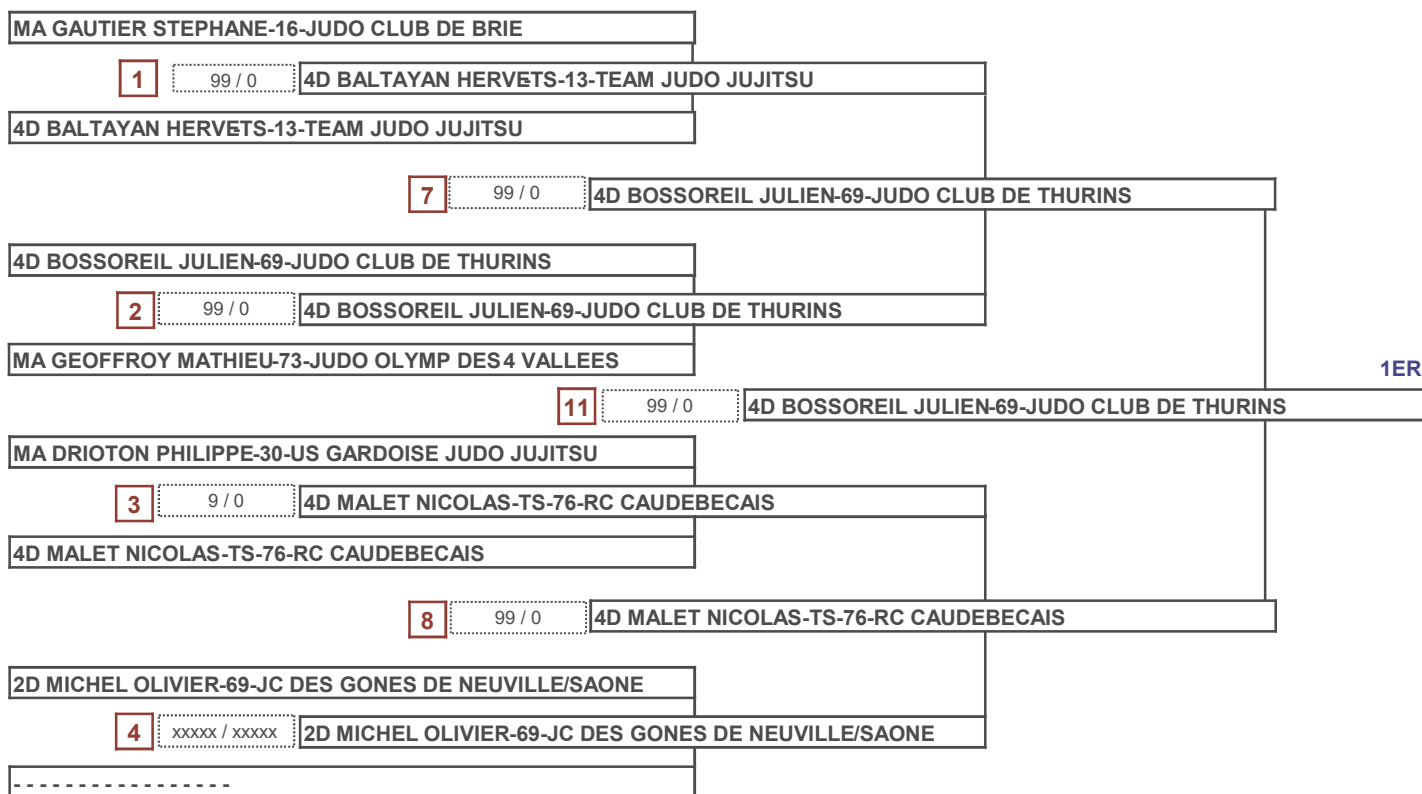 MA GAUTIER STEPHANE-16-JUDO CLUB DE BRIE
1 99 / 0 4D BALTAYAN HERVE-TS-13-TEAM JUDO JUJITSU
4D BALTAYAN HERVE-TS-13-TEAM JUDO JUJITSU
7 99 / 0 4D BOSSOREIL JULIEN-69-JUDO CLUB DE THURINS
4D BOSSOREIL JULIEN-69-JUDO CLUB DE THURINS
2 99 / 0 4D BOSSOREIL JULIEN-69-JUDO CLUB DE THURINS
MA GEOFFROY MATHIEU-73-JUDO OLYMP DES 4 VALLEES
1ER
11 99 / 0 4D BOSSOREIL JULIEN-69-JUDO CLUB DE THURINS
MA DRIOTON PHILIPPE-30-US GARDOISE JUDO JUJITSU
3 9 / 0 4D MALET NICOLAS-TS-76-RC CAUDEBECAIS
4D MALET NICOLAS-TS-76-RC CAUDEBECAIS
8 99 / 0 4D MALET NICOLAS-TS-76-RC CAUDEBECAIS
2D MICHEL OLIVIER-69-JC DES GONES DE NEUVILLE/SAONE
4 xxxxx / xxxxx 2D MICHEL OLIVIER-69-JC DES GONES DE NEUVILLE/SAONE
- - - - - - - - - - - - - - - - -